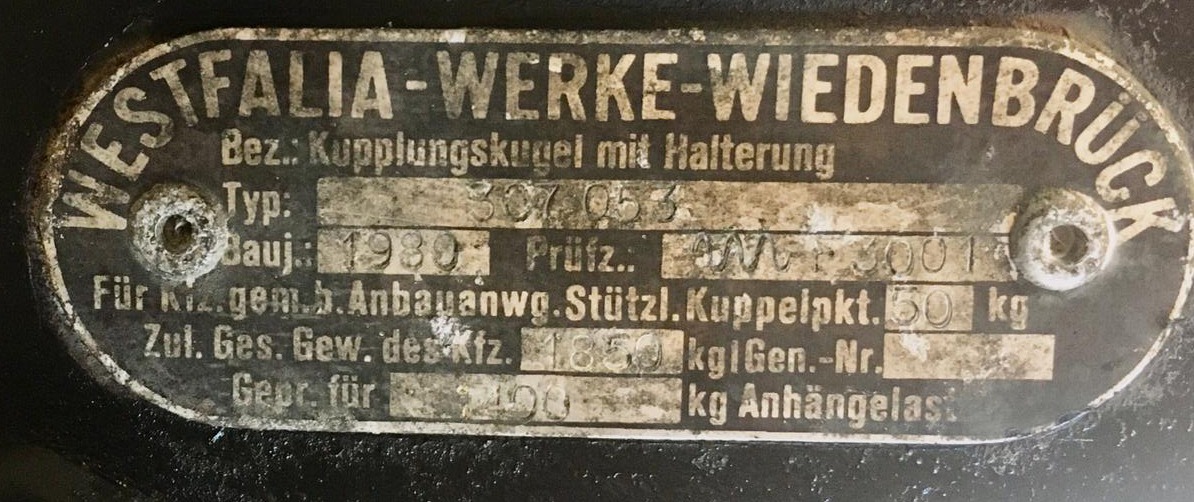 WESTFALIA-WERKE-WIEDENBRÜCK
Bez.: Kupplungskugel mit Halterung
Typ: 307 053
Bauj.: 1980 Prüfz.: 3001
Für Kfz.gem.b.Anbauanwg.Stützl.Kuppelpkt. 50 kg
Zul. Ges. Gew. des Kfz. 1850 kg|Gen.-Nr.
Gepr. für kg Anhängelast